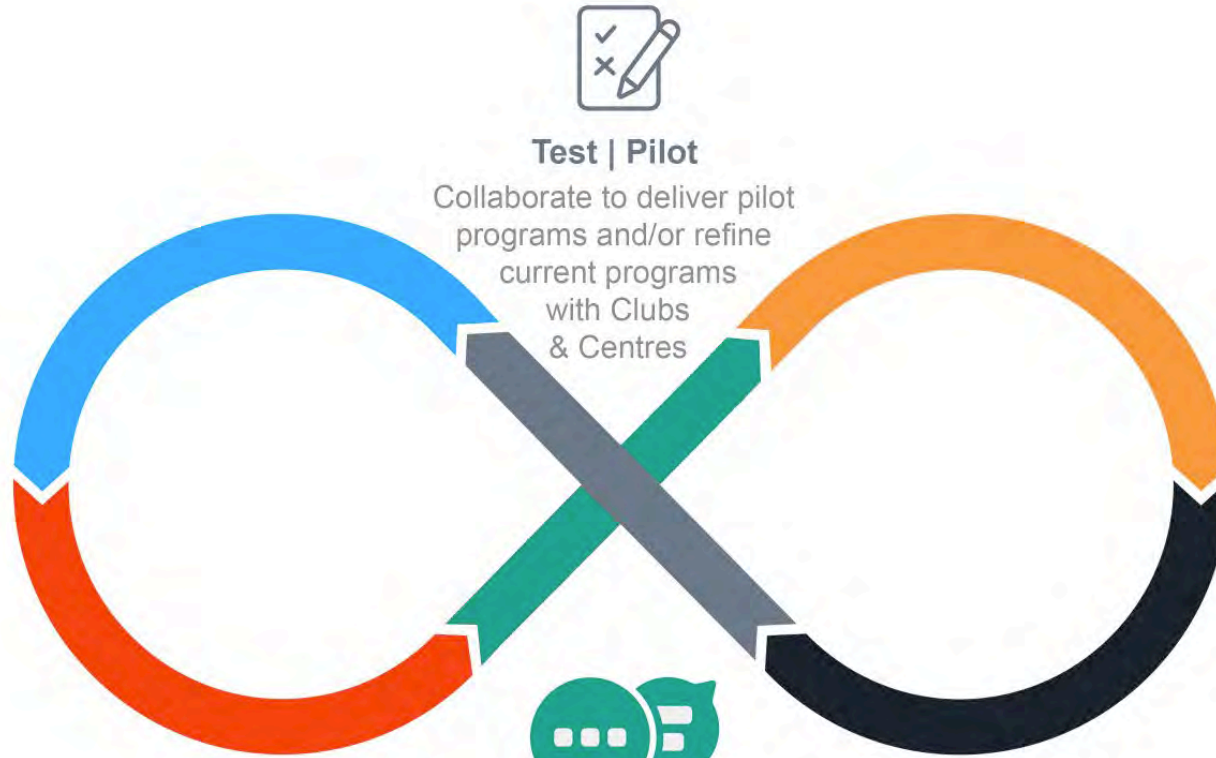 Test | Pilot
Collaborate to deliver pilot
programs and/or refine
current programs
with Clubs
& Centres